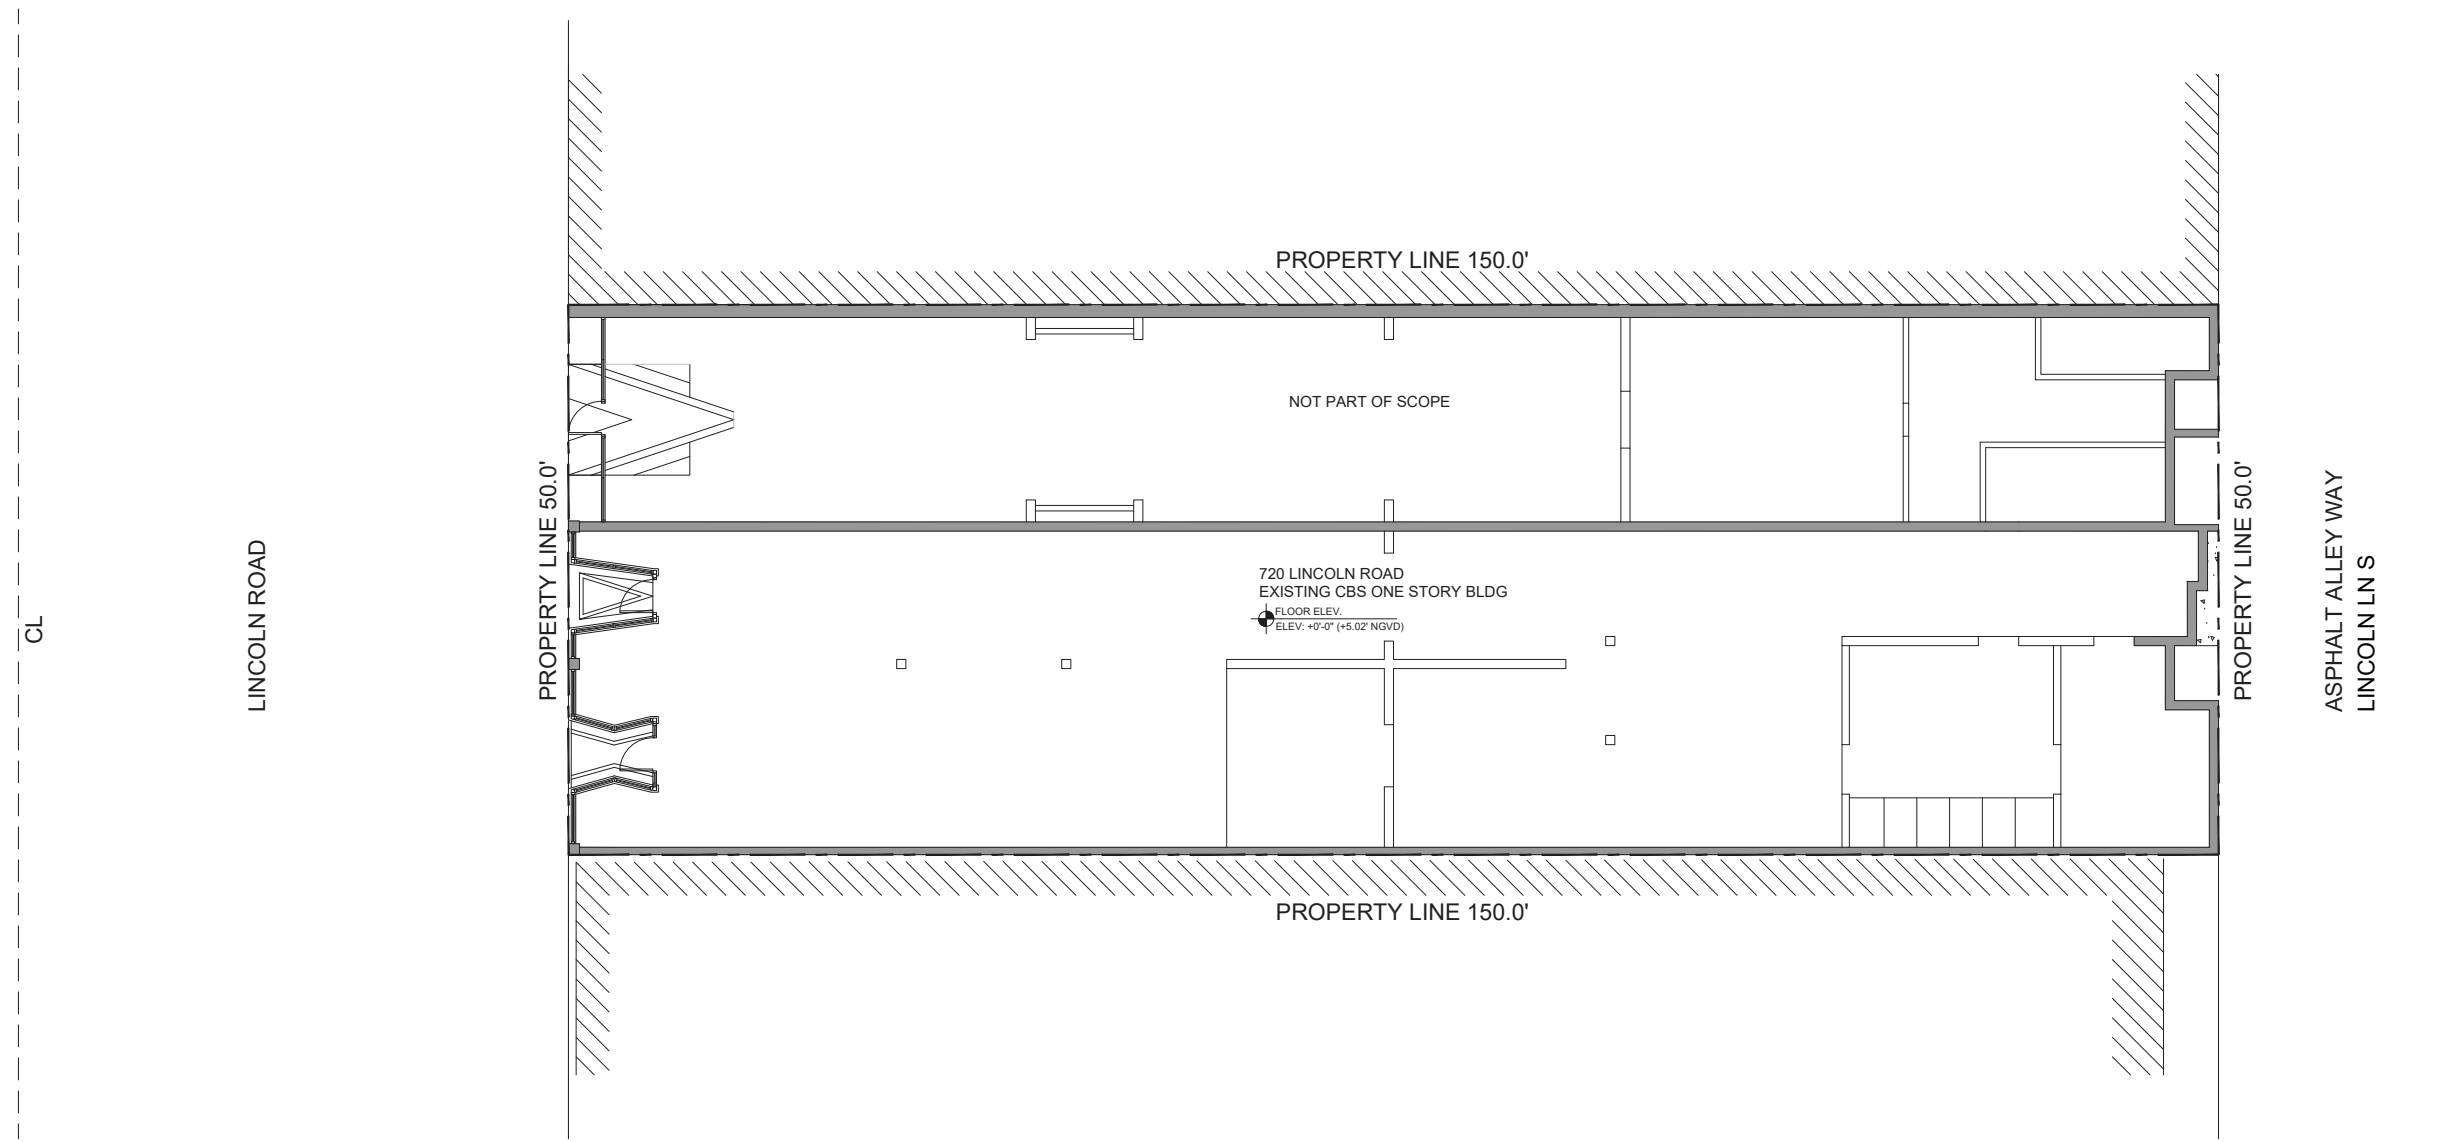 CL
LINCOLN ROAD
PROPERTY LINE 50.0'
PROPERTY LINE 150.0'
NOT PART OF SCOPE
720 LINCOLN ROAD
EXISTING CBS ONE STORY BLDG
FLOOR ELEV.
ELEV: +0'-0" (+5.02' NGVD)
PROPERTY LINE 150.0'
PROPERTY LINE 50.0'
ASPHALT ALLEY WAY
LINCOLN LN S